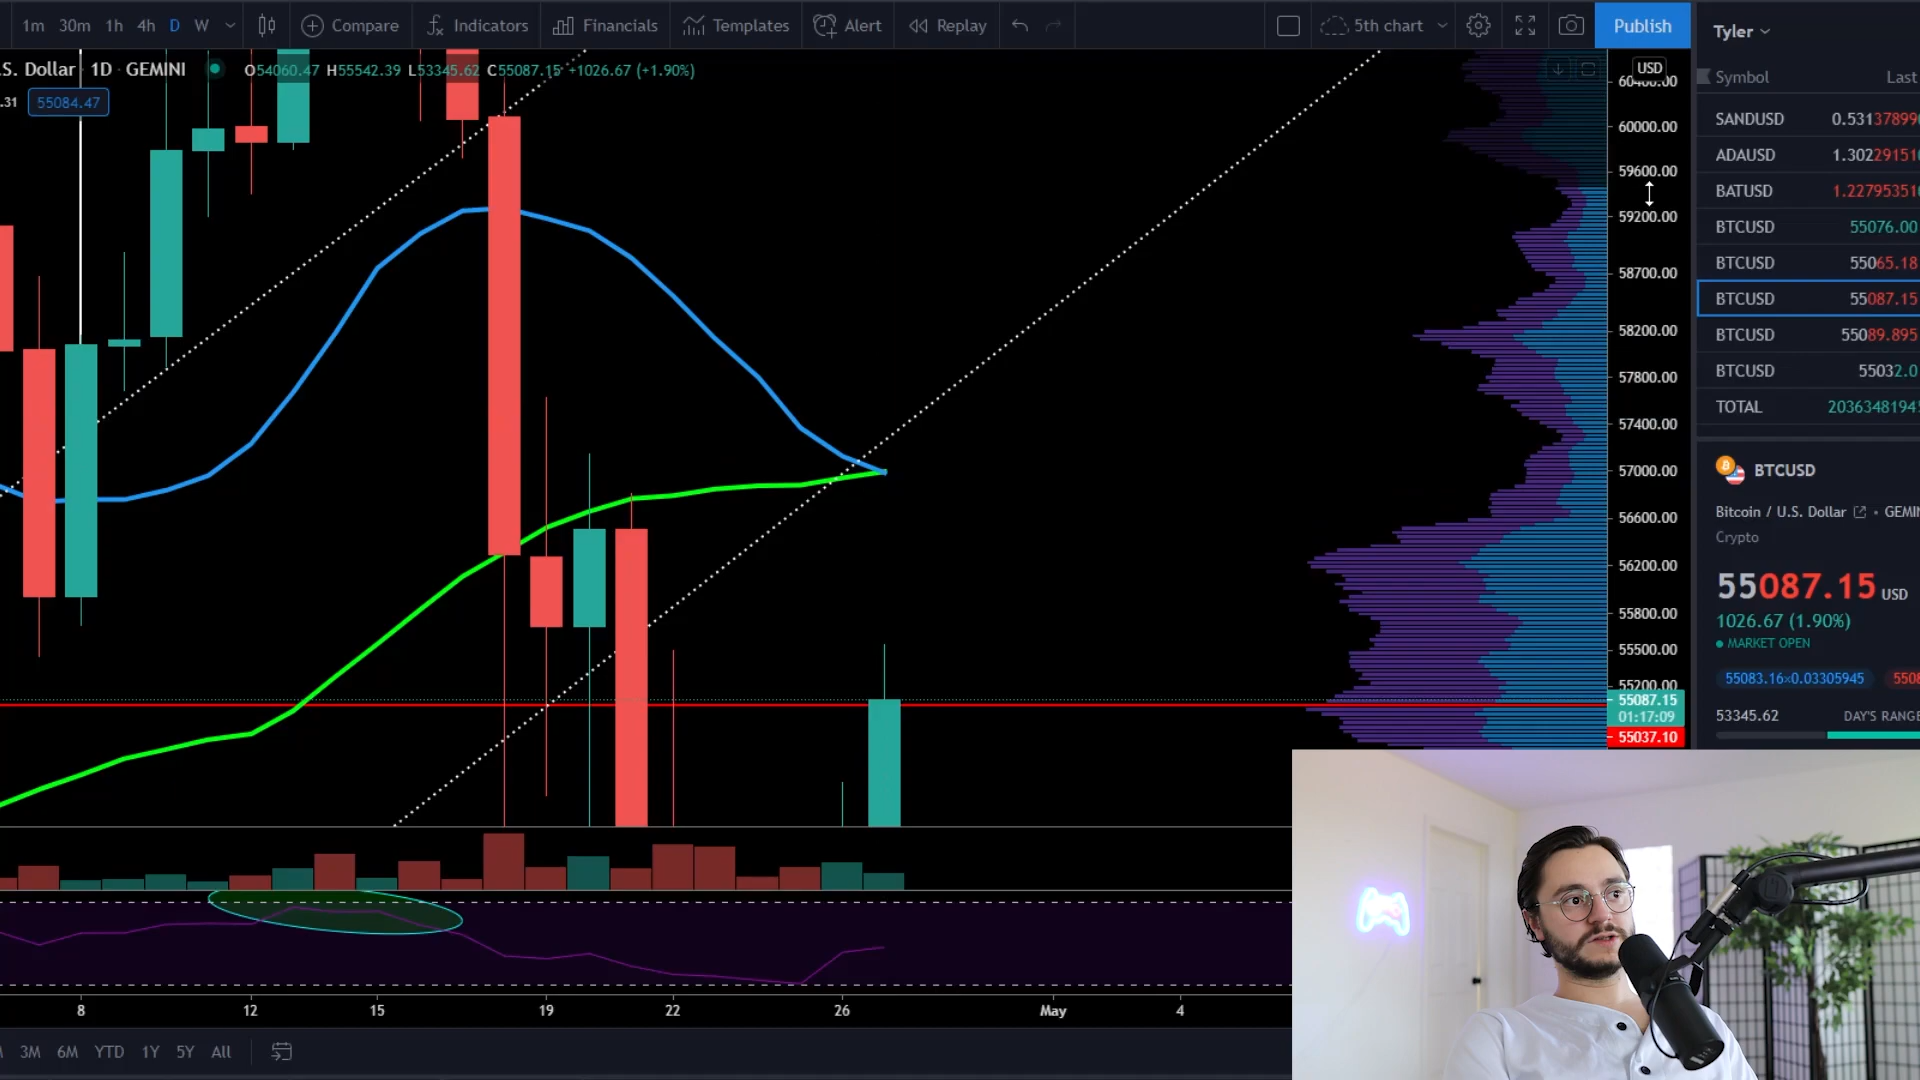 1m 30m 1h 4h D W Compare Indicators Financials Templates Alert Replay 5th chart Publish
Tyler
S. Dollar 1D GEMINI O54060.47 H55542.39 L53345.62 C55087.15 +1026.67 (+1.90%)
.31 55084.47
USD
60400.00
60000.00
59600.00
59200.00
58700.00
58200.00
57800.00
57400.00
57000.00
56600.00
56200.00
55800.00
55500.00
55200.00
55087.15
01:17:09
55037.10
Symbol Last
SANDUSD 0.53137899
ADAUSD 1.30229151
BATUSD 1.22795351
BTCUSD 55076.00
BTCUSD 55065.18
BTCUSD 55087.15
BTCUSD 55089.895
BTCUSD 55032.0
TOTAL 2036348194
BTCUSD
Bitcoin / U.S. Dollar • GEMIN
Crypto
55087.15 USD
1026.67 (1.90%)
MARKET OPEN
55083.16×0.03305945 5508
53345.62 DAY'S RANGE
8 12 15 19 22 26 May 4
3M 6M YTD 1Y 5Y All